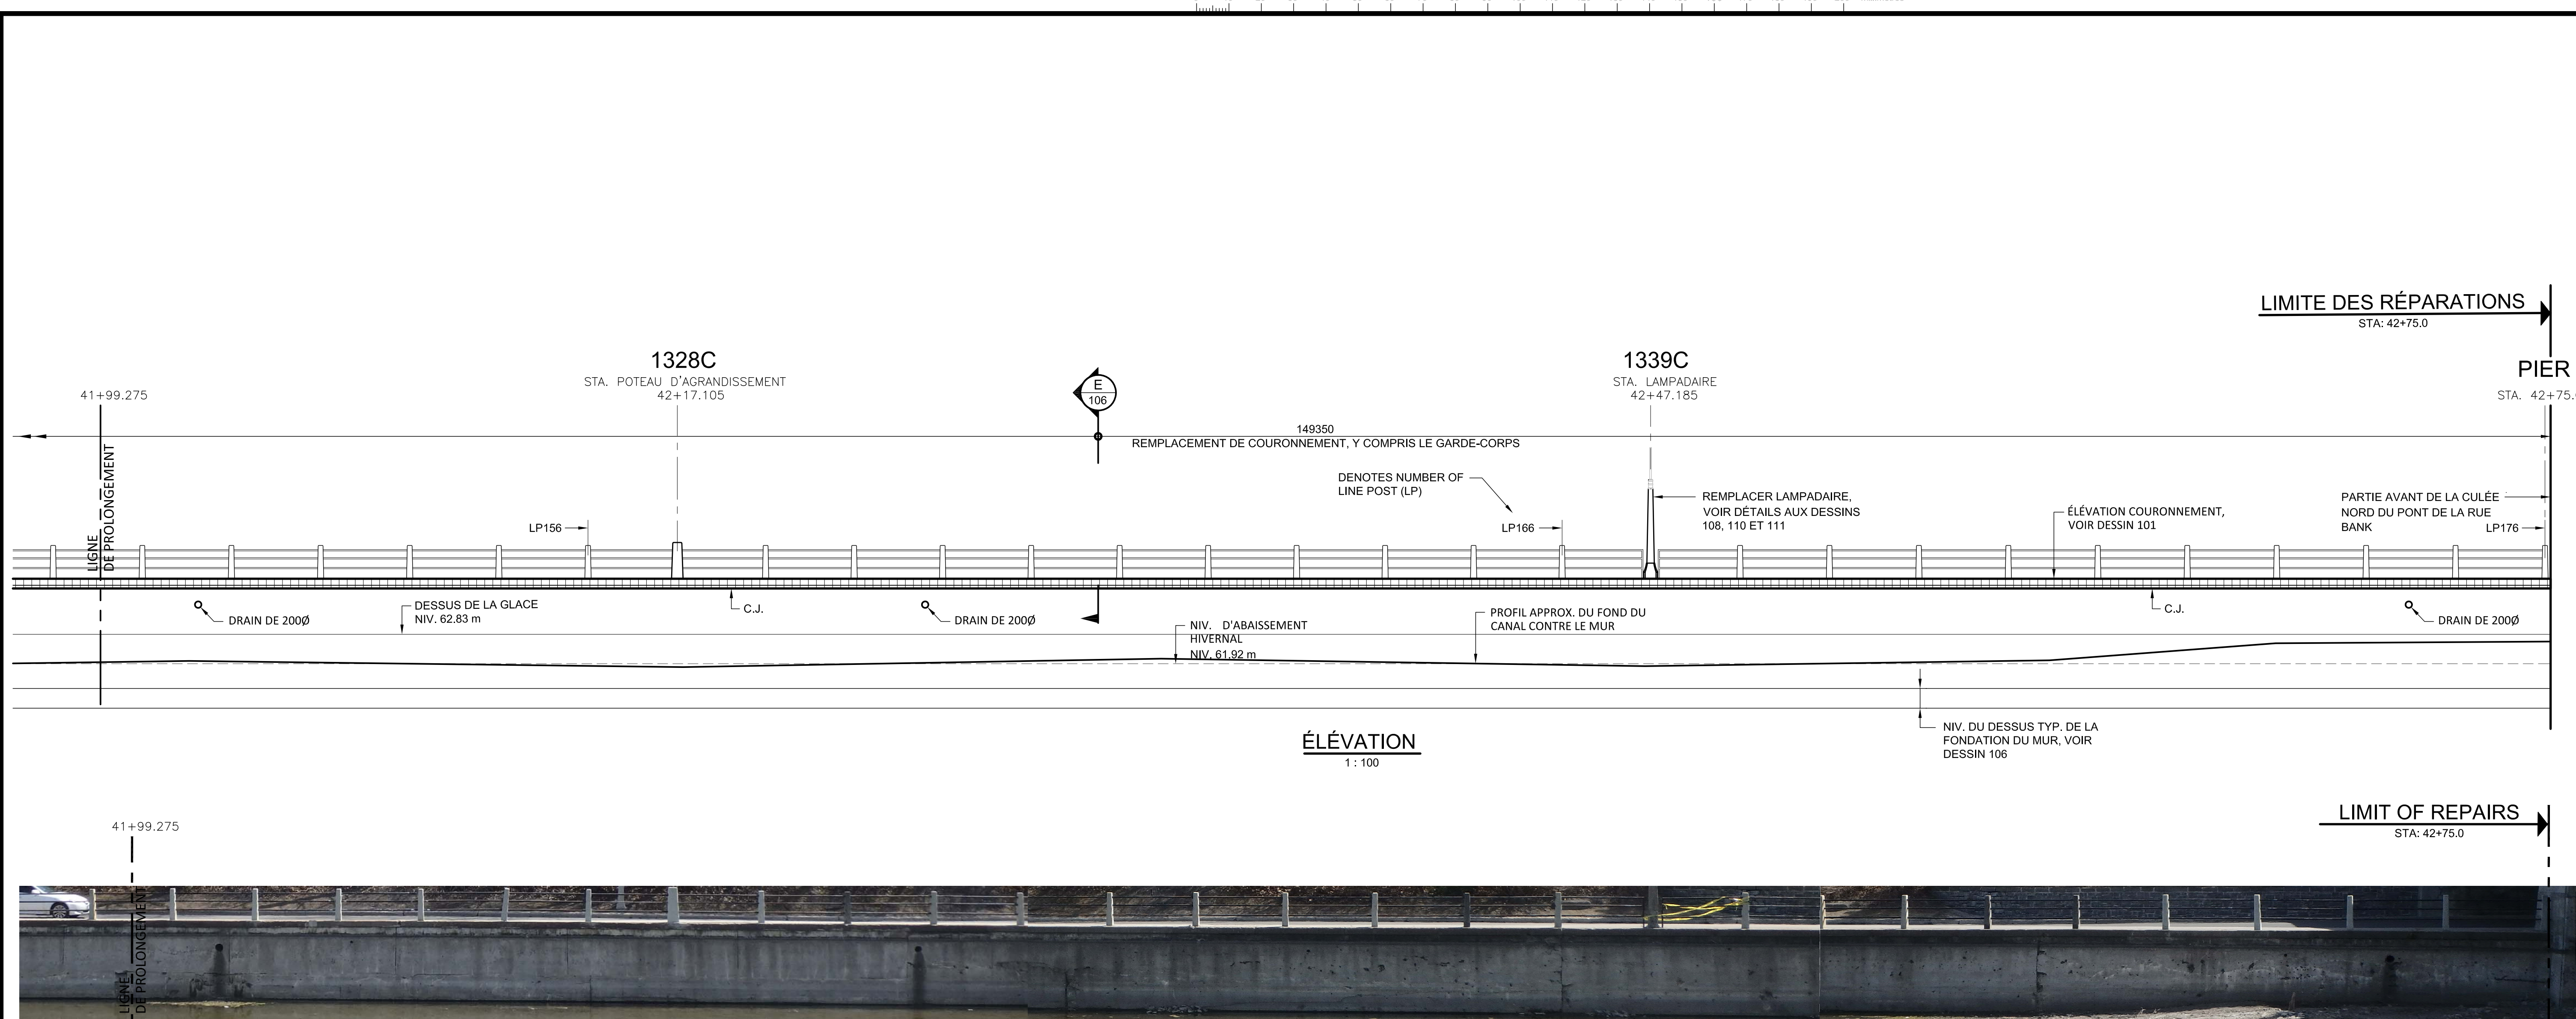 LIMITE DES RÉPARATIONS
STA: 42+75.0
1328C
STA. POTEAU D'AGRANDISSEMENT
42+17.105
1339C
STA. LAMPADAIRE
42+47.185
PIER
STA. 42+75.
41+99.275
E
106
149350
REMPLACEMENT DE COURONNEMENT, Y COMPRIS LE GARDE-CORPS
LIGNE
DE PROLONGEMENT
DENOTES NUMBER OF
LINE POST (LP)
LP156
LP166
REMPLACER LAMPADAIRE,
VOIR DÉTAILS AUX DESSINS
108, 110 ET 111
ÉLÉVATION COURONNEMENT,
VOIR DESSIN 101
PARTIE AVANT DE LA CULÉE
NORD DU PONT DE LA RUE
BANK
LP176
DRAIN DE 200Ø
DESSUS DE LA GLACE
NIV. 62.83 m
C.J.
DRAIN DE 200Ø
NIV. D'ABAISSEMENT
HIVERNAL
NIV. 61.92 m
PROFIL APPROX. DU FOND DU
CANAL CONTRE LE MUR
C.J.
DRAIN DE 200Ø
NIV. DU DESSUS TYP. DE LA
FONDATION DU MUR, VOIR
DESSIN 106
ÉLÉVATION
1 : 100
41+99.275
LIMIT OF REPAIRS
STA: 42+75.0
LIGNE
DE PROLONGEMENT